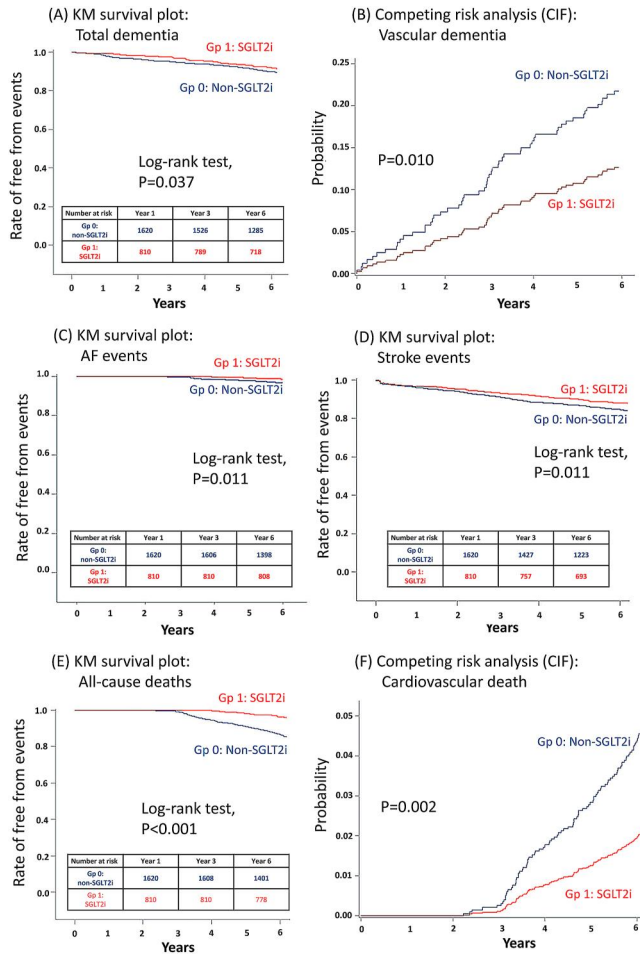 (A) KM survival plot:
Total dementia
Gp 1: SGLT2i
Gp 0: Non-SGLT2i
Log-rank test,
P=0.037
Rate of free from events
1.0
0.8
0.6
0.4
0.2
0.0
Number at risk Year 1 Year 3 Year 6
Gp 0:
non-SGLT2i 1620 1526 1285
Gp 1:
SGLT2i 810 789 718
0 1 2 3 4 5 6
Years
(B) Competing risk analysis (CIF):
Vascular dementia
Gp 0: Non-SGLT2i
P=0.010
Gp 1: SGLT2i
Probability
0.25
0.20
0.15
0.10
0.05
0.00
0 1 2 3 4 5 6
Years
(C) KM survival plot:
AF events
Gp 1: SGLT2i
Gp 0: Non-SGLT2i
Log-rank test,
P=0.011
Rate of free from events
1.0
0.8
0.6
0.4
0.2
0.0
Number at risk Year 1 Year 3 Year 6
Gp 0:
non-SGLT2i 1620 1606 1398
Gp 1:
SGLT2i 810 810 808
0 1 2 3 4 5 6
Years
(D) KM survival plot:
Stroke events
Gp 1: SGLT2i
Gp 0: Non-SGLT2i
Log-rank test,
P=0.011
Rate of free from events
1.0
0.8
0.6
0.4
0.2
0.0
Number at risk Year 1 Year 3 Year 6
Gp 0:
non-SGLT2i 1620 1427 1223
Gp 1:
SGLT2i 810 757 693
0 1 2 3 4 5 6
Years
(E) KM survival plot:
All-cause deaths
Gp 1: SGLT2i
Gp 0: Non-SGLT2i
Log-rank test,
P<0.001
Rate of free from events
1.0
0.8
0.6
0.4
0.2
0.0
Number at risk Year 1 Year 3 Year 6
Gp 0:
non-SGLT2i 1620 1608 1401
Gp 1:
SGLT2i 810 810 778
0 1 2 3 4 5 6
Years
(F) Competing risk analysis (CIF):
Cardiovascular death
Gp 0: Non-SGLT2i
P=0.002
Gp 1: SGLT2i
Probability
0.05
0.04
0.03
0.02
0.01
0.00
0 1 2 3 4 5 6
Years